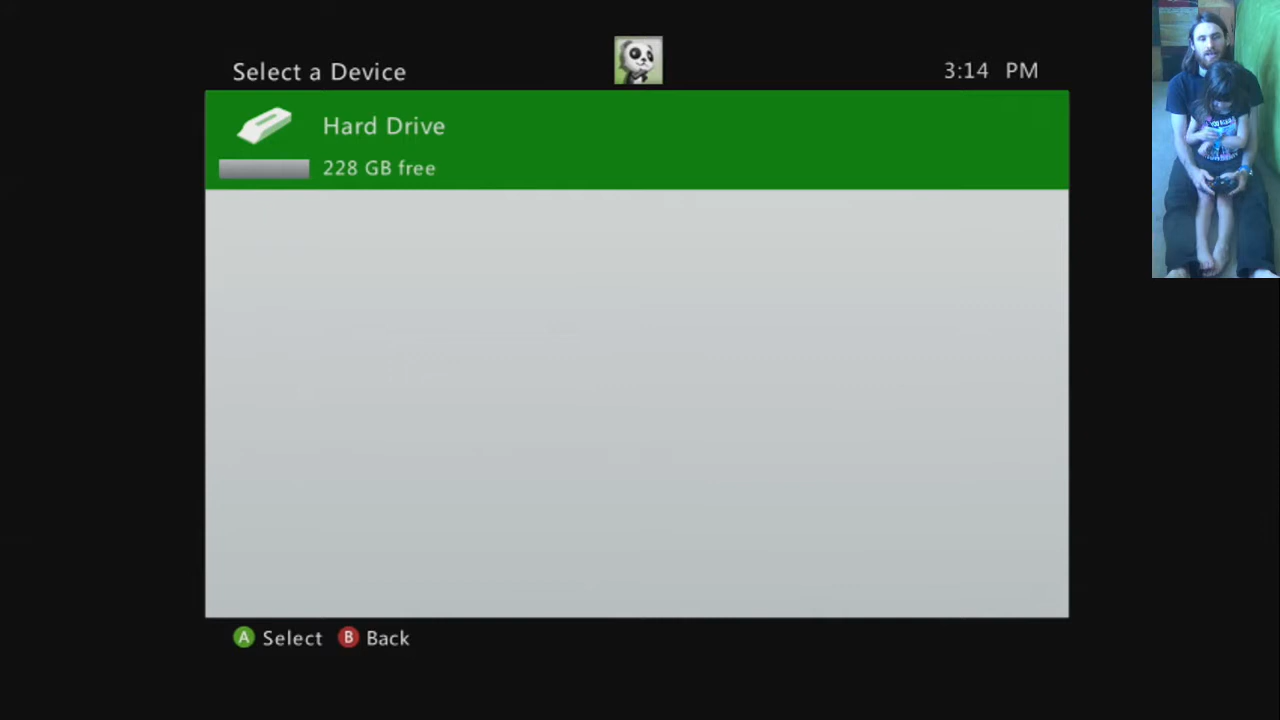 Select a Device
3:14 PM
Hard Drive
228 GB free
A Select B Back